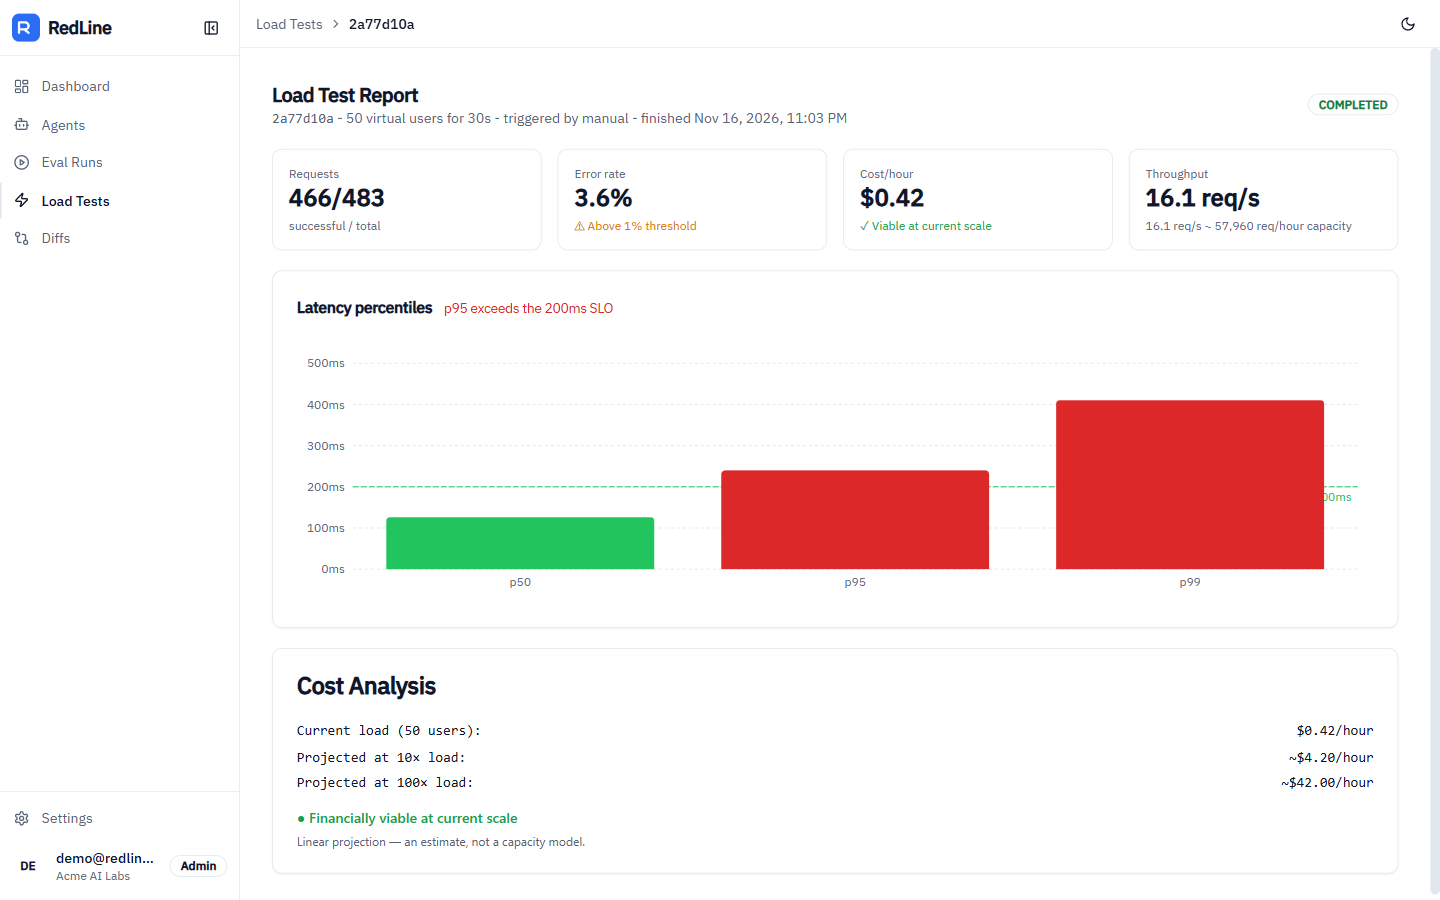 RedLine
Load Tests > 2a77d10a
Dashboard
Agents
Eval Runs
Load Tests
Diffs
Settings
DE
demo@redlin...
Acme AI Labs
Admin
Load Test Report
2a77d10a - 50 virtual users for 30s - triggered by manual - finished Nov 16, 2026, 11:03 PM
COMPLETED
Requests
466/483
successful / total
Error rate
3.6%
⚠ Above 1% threshold
Cost/hour
$0.42
✓ Viable at current scale
Throughput
16.1 req/s
16.1 req/s ~ 57,960 req/hour capacity
Latency percentiles p95 exceeds the 200ms SLO
500ms
400ms
300ms
200ms
00ms
100ms
0ms
p50 p95 p99
Cost Analysis
Current load (50 users): $0.42/hour
Projected at 10× load: ~$4.20/hour
Projected at 100× load: ~$42.00/hour
● Financially viable at current scale
Linear projection — an estimate, not a capacity model.